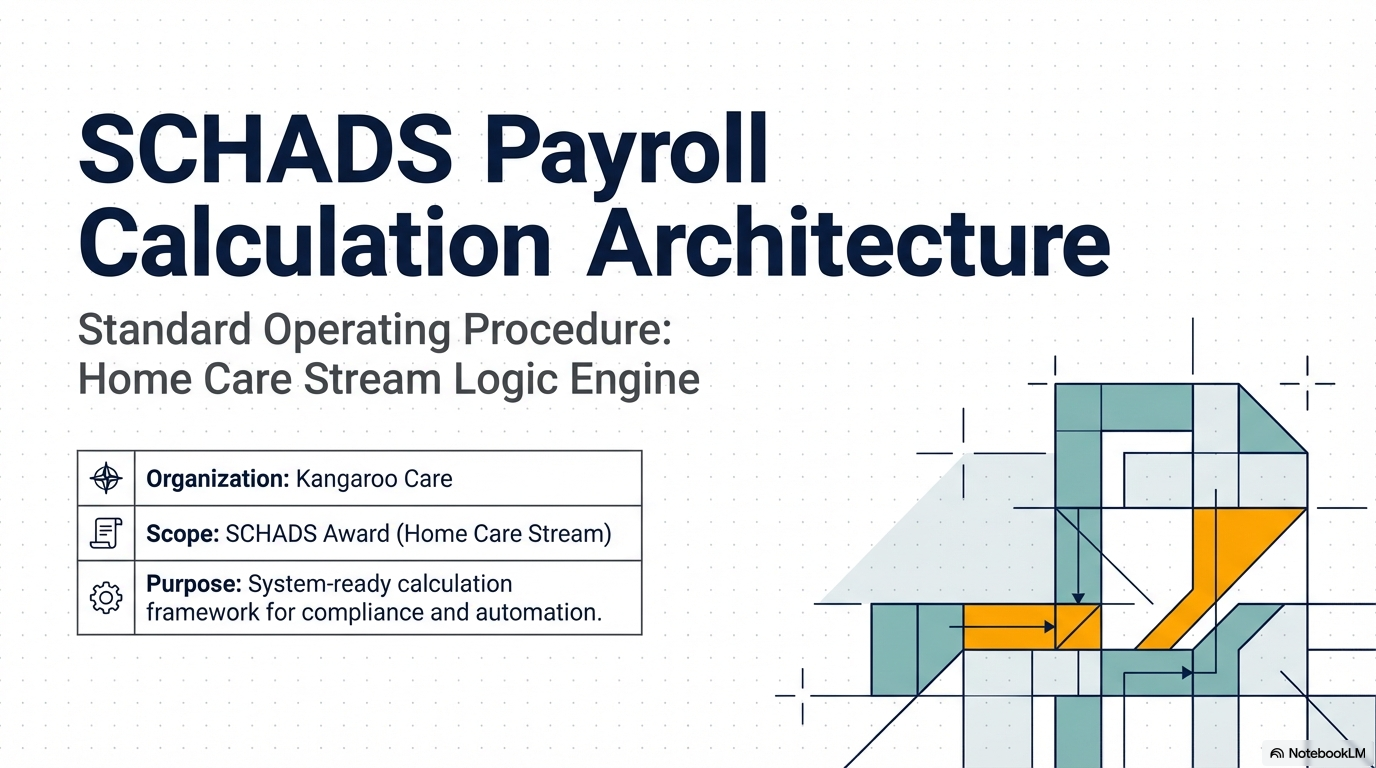 SCHADS Payroll
Calculation Architecture
Standard Operating Procedure:
Home Care Stream Logic Engine
Organization: Kangaroo Care
Scope: SCHADS Award (Home Care Stream)
Purpose: System-ready calculation
framework for compliance and automation.
NotebookLM